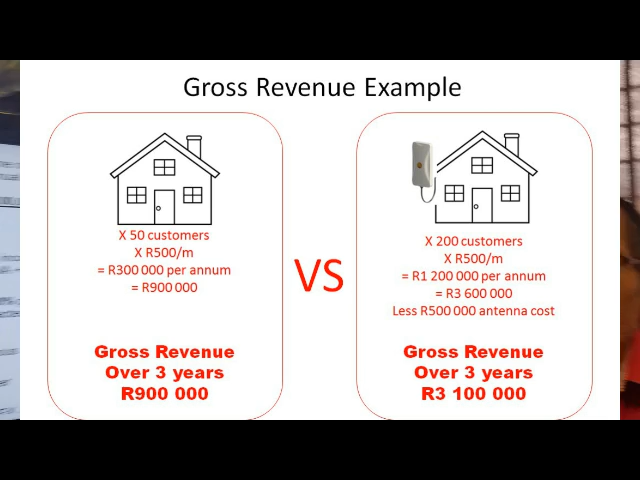 Gross Revenue Example
X 50 customers
X R500/m
= R300 000 per annum
= R900 000
Gross Revenue
Over 3 years
R900 000
VS
X 200 customers
X R500/m
= R1 200 000 per annum
= R3 600 000
Less R500 000 antenna cost
Gross Revenue
Over 3 years
R3 100 000